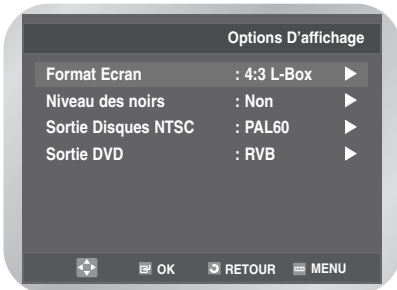 Options D'affichage
Format Ecran : 4:3 L-Box
Niveau des noirs : Non
Sortie Disques NTSC : PAL60
Sortie DVD : RVB
OK RETOUR MENU